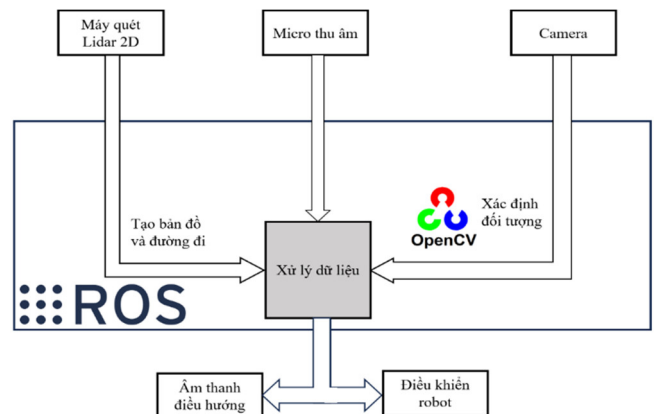 Máy quét
Lidar 2D
Micro thu âm
Camera
Tạo bản đồ
và đường đi
Xác định
đối tượng
OpenCV
Xử lý dữ liệu
ROS
Âm thanh
điều hướng
Điều khiển
robot